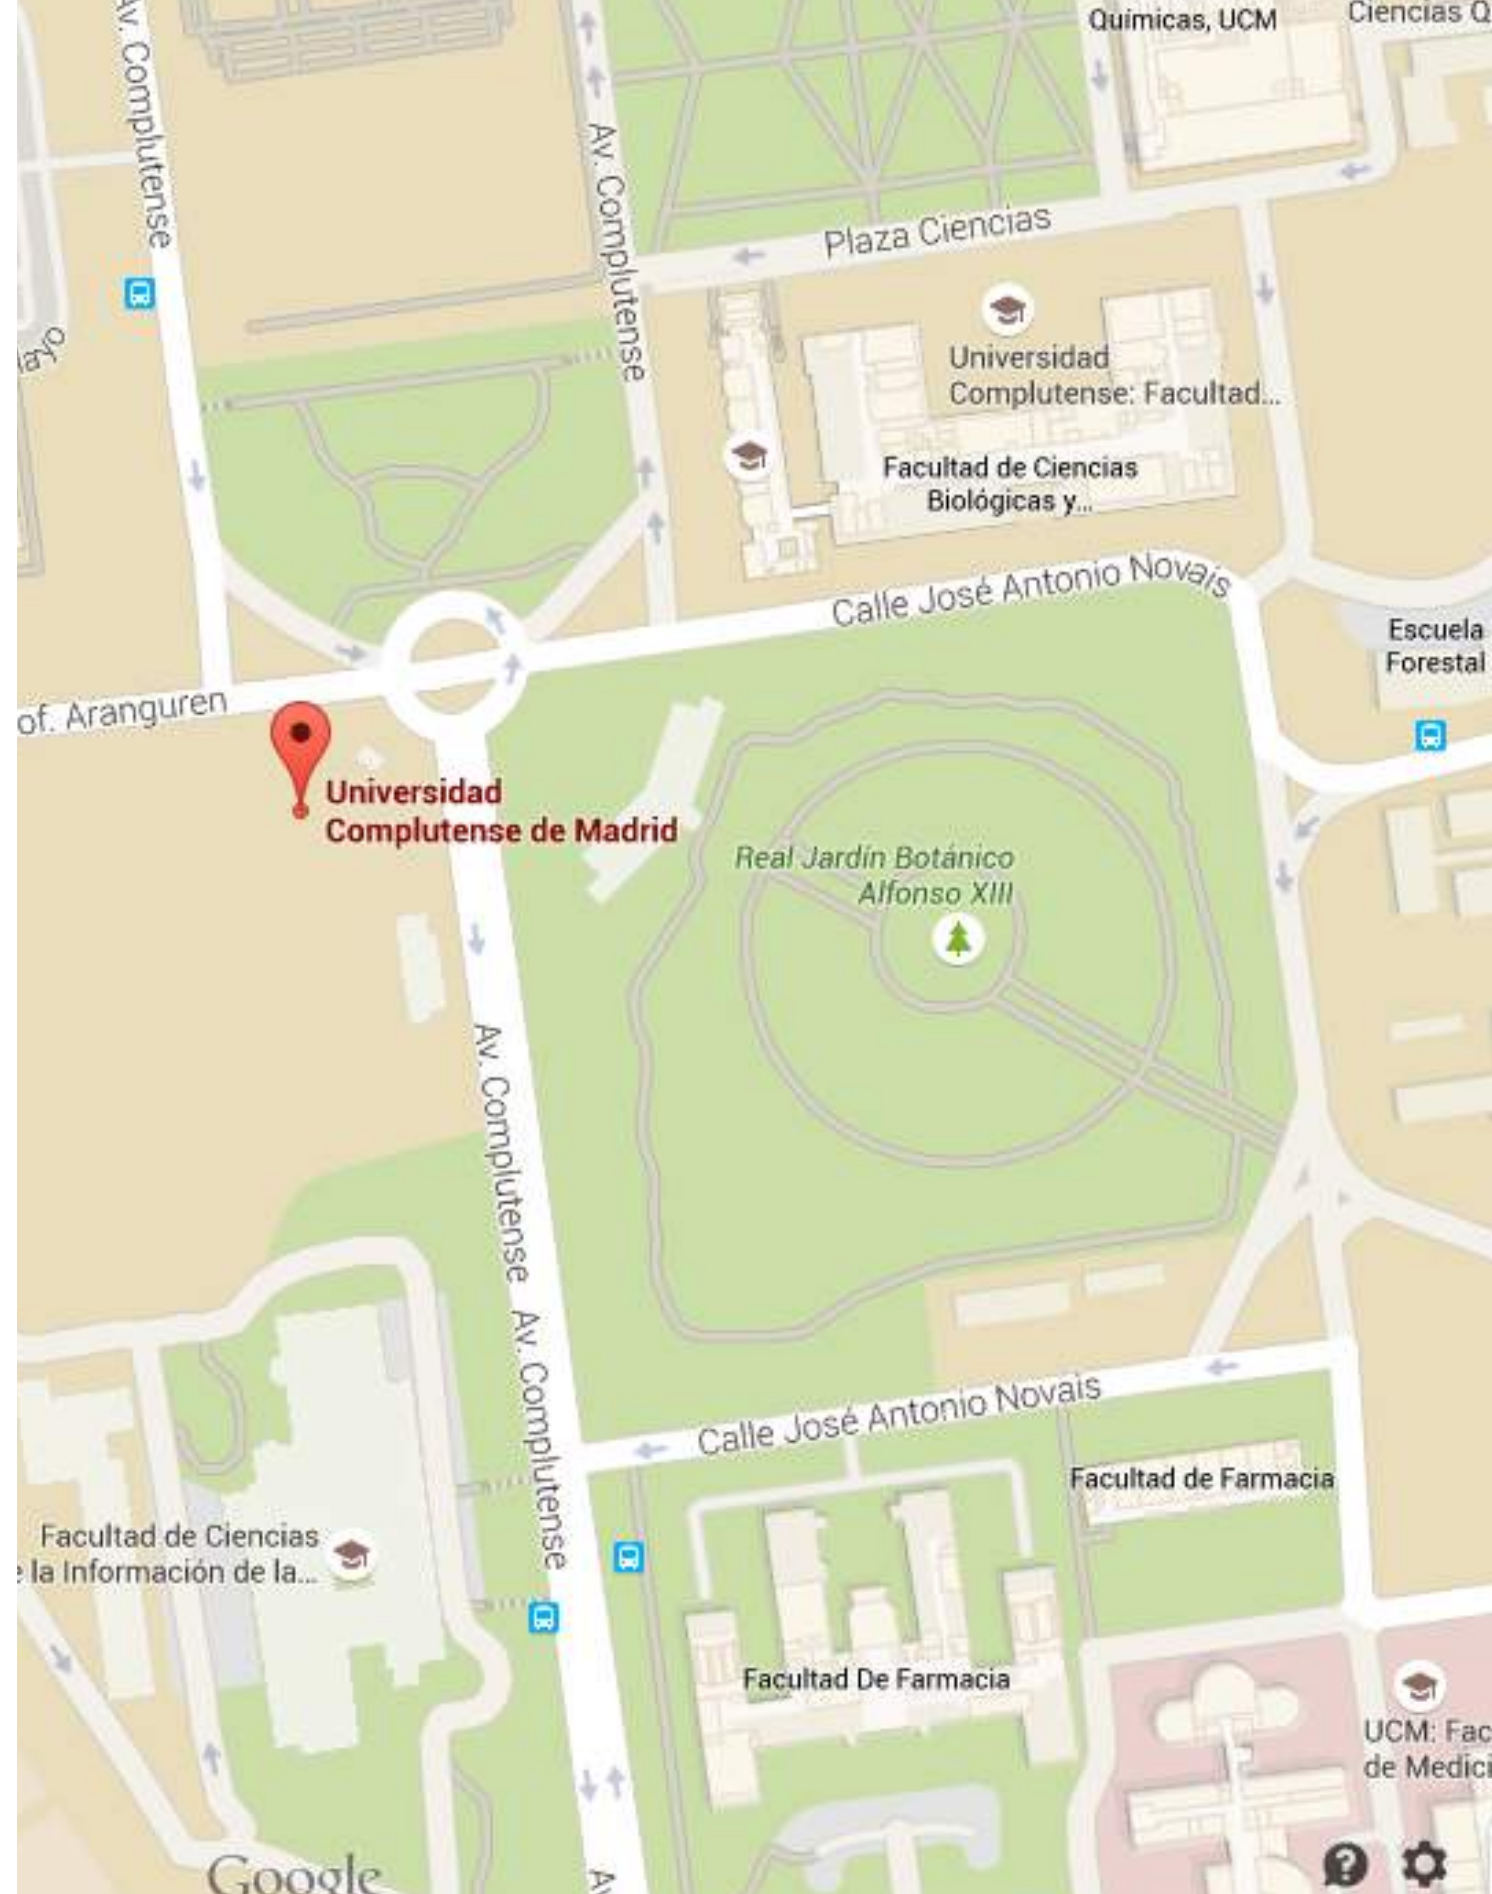 Químicas, UCM
Ciencias Q
Av. Complutense
Av. Complutense
Plaza Ciencias
Universidad
Complutense: Facultad...
Facultad de Ciencias
Biológicas y...
Calle José Antonio Novais
Escuela
Forestal
of. Aranguren
Universidad
Complutense de Madrid
Real Jardín Botánico
Alfonso XIII
Av. Complutense
Av. Complutense
Calle José Antonio Novais
Facultad de Farmacia
Facultad de Ciencias
la Información de la...
Facultad De Farmacia
UCM: Fac
de Medici
Google
Av